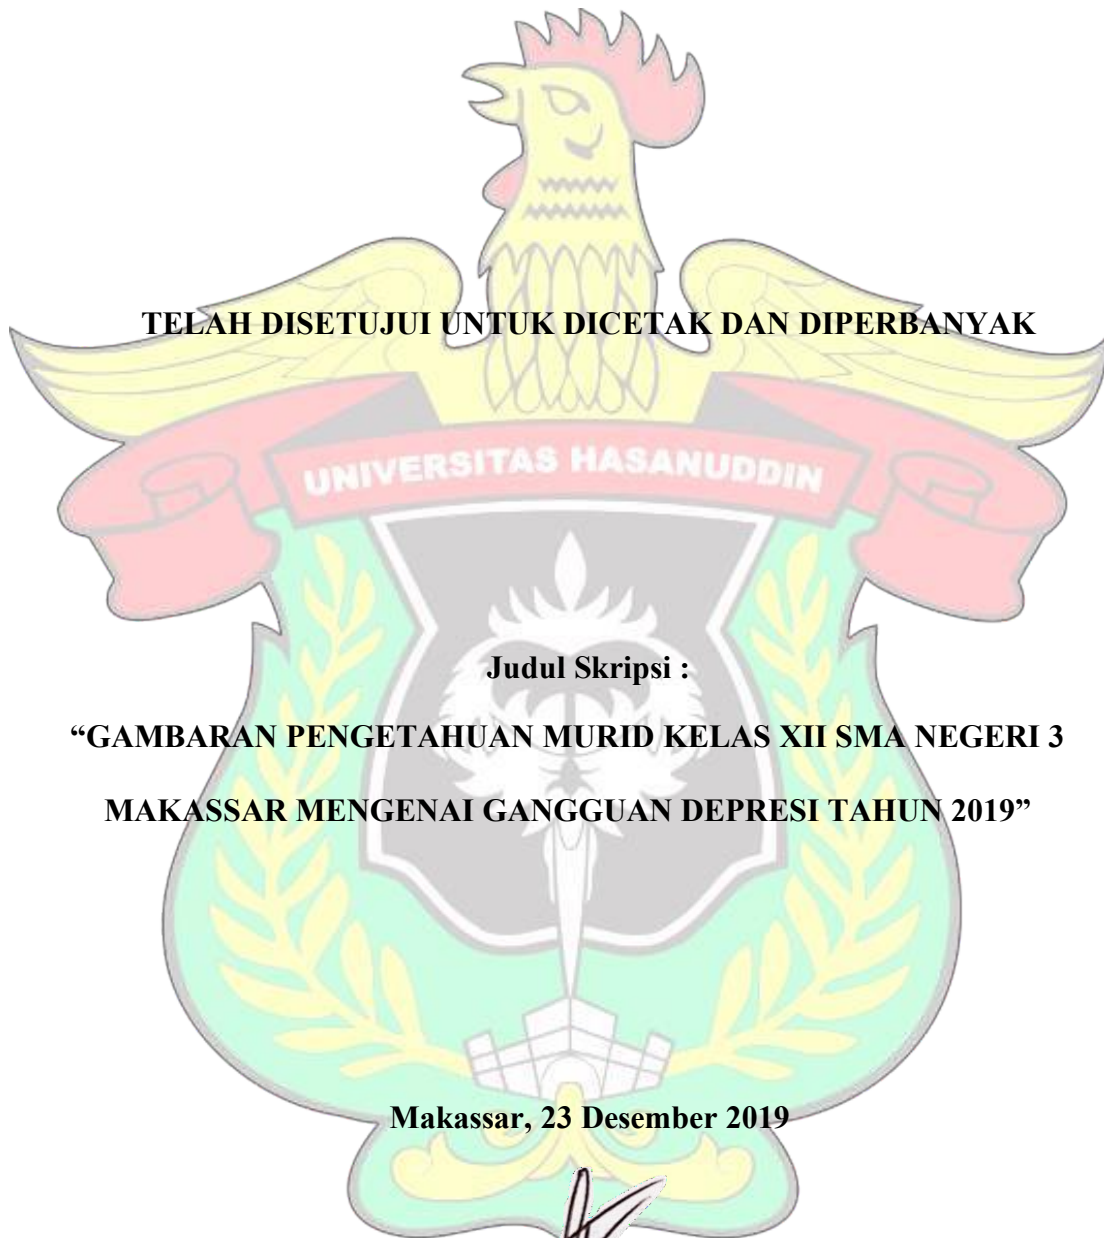 TELAH DISETUJUI UNTUK DICETAK DAN DIPERBANYAK
UNIVERSITAS HASANUDDIN
Judul Skripsi :
“GAMBARAN PENGETAHUAN MURID KELAS XII SMA NEGERI 3
MAKASSAR MENGENAI GANGGUAN DEPRESI TAHUN 2019”
Makassar, 23 Desember 2019